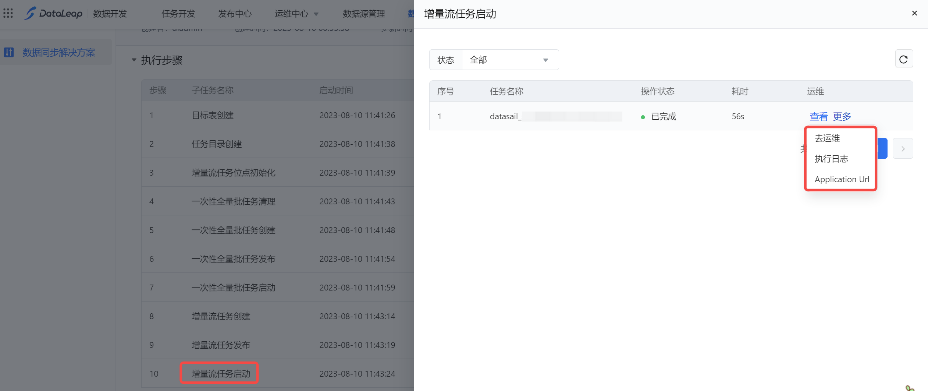 DataLeap 数据开发 任务开发 发布中心 运维中心 数据源管理
数据同步解决方案
执行步骤
步骤 子任务名称 启动时间
1 目标表创建 2023-08-10 11:41:26
2 任务目录创建 2023-08-10 11:41:38
3 增量流任务位点初始化 2023-08-10 11:41:39
4 一次性全量批任务清理 2023-08-10 11:41:43
5 一次性全量批任务创建 2023-08-10 11:41:48
6 一次性全量批任务发布 2023-08-10 11:41:54
7 一次性全量批任务启动 2023-08-10 11:41:59
8 增量流任务创建 2023-08-10 11:43:14
9 增量流任务发布 2023-08-10 11:43:19
10 增量流任务启动 2023-08-10 11:43:24
增量流任务启动
状态 全部
序号 任务名称 操作状态 耗时 运维
1 datasail_ 已完成 56s 查看 更多
去运维
执行日志
Application Url